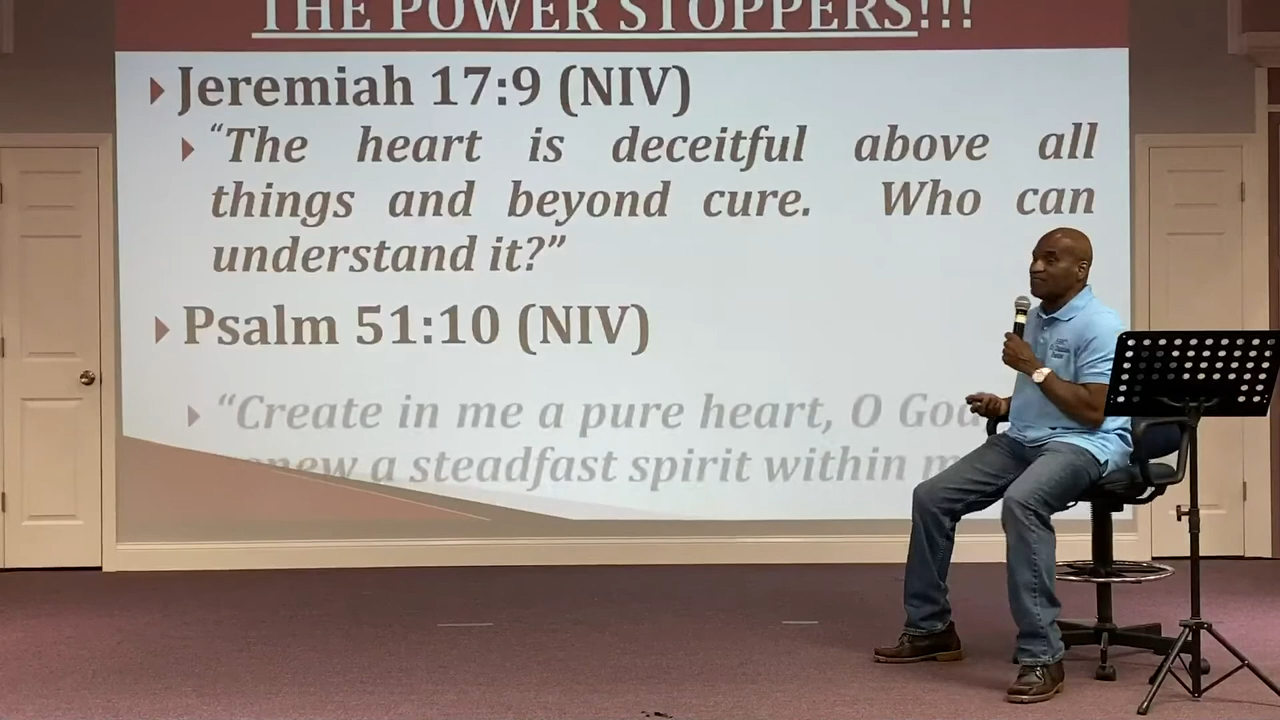 THE POWER STOPPERS!!!
Jeremiah 17:9 (NIV)
“The heart is deceitful above all
things and beyond cure. Who can
understand it?”
Psalm 51:10 (NIV)
“Create in me a pure heart, O God
a steadfast spirit within